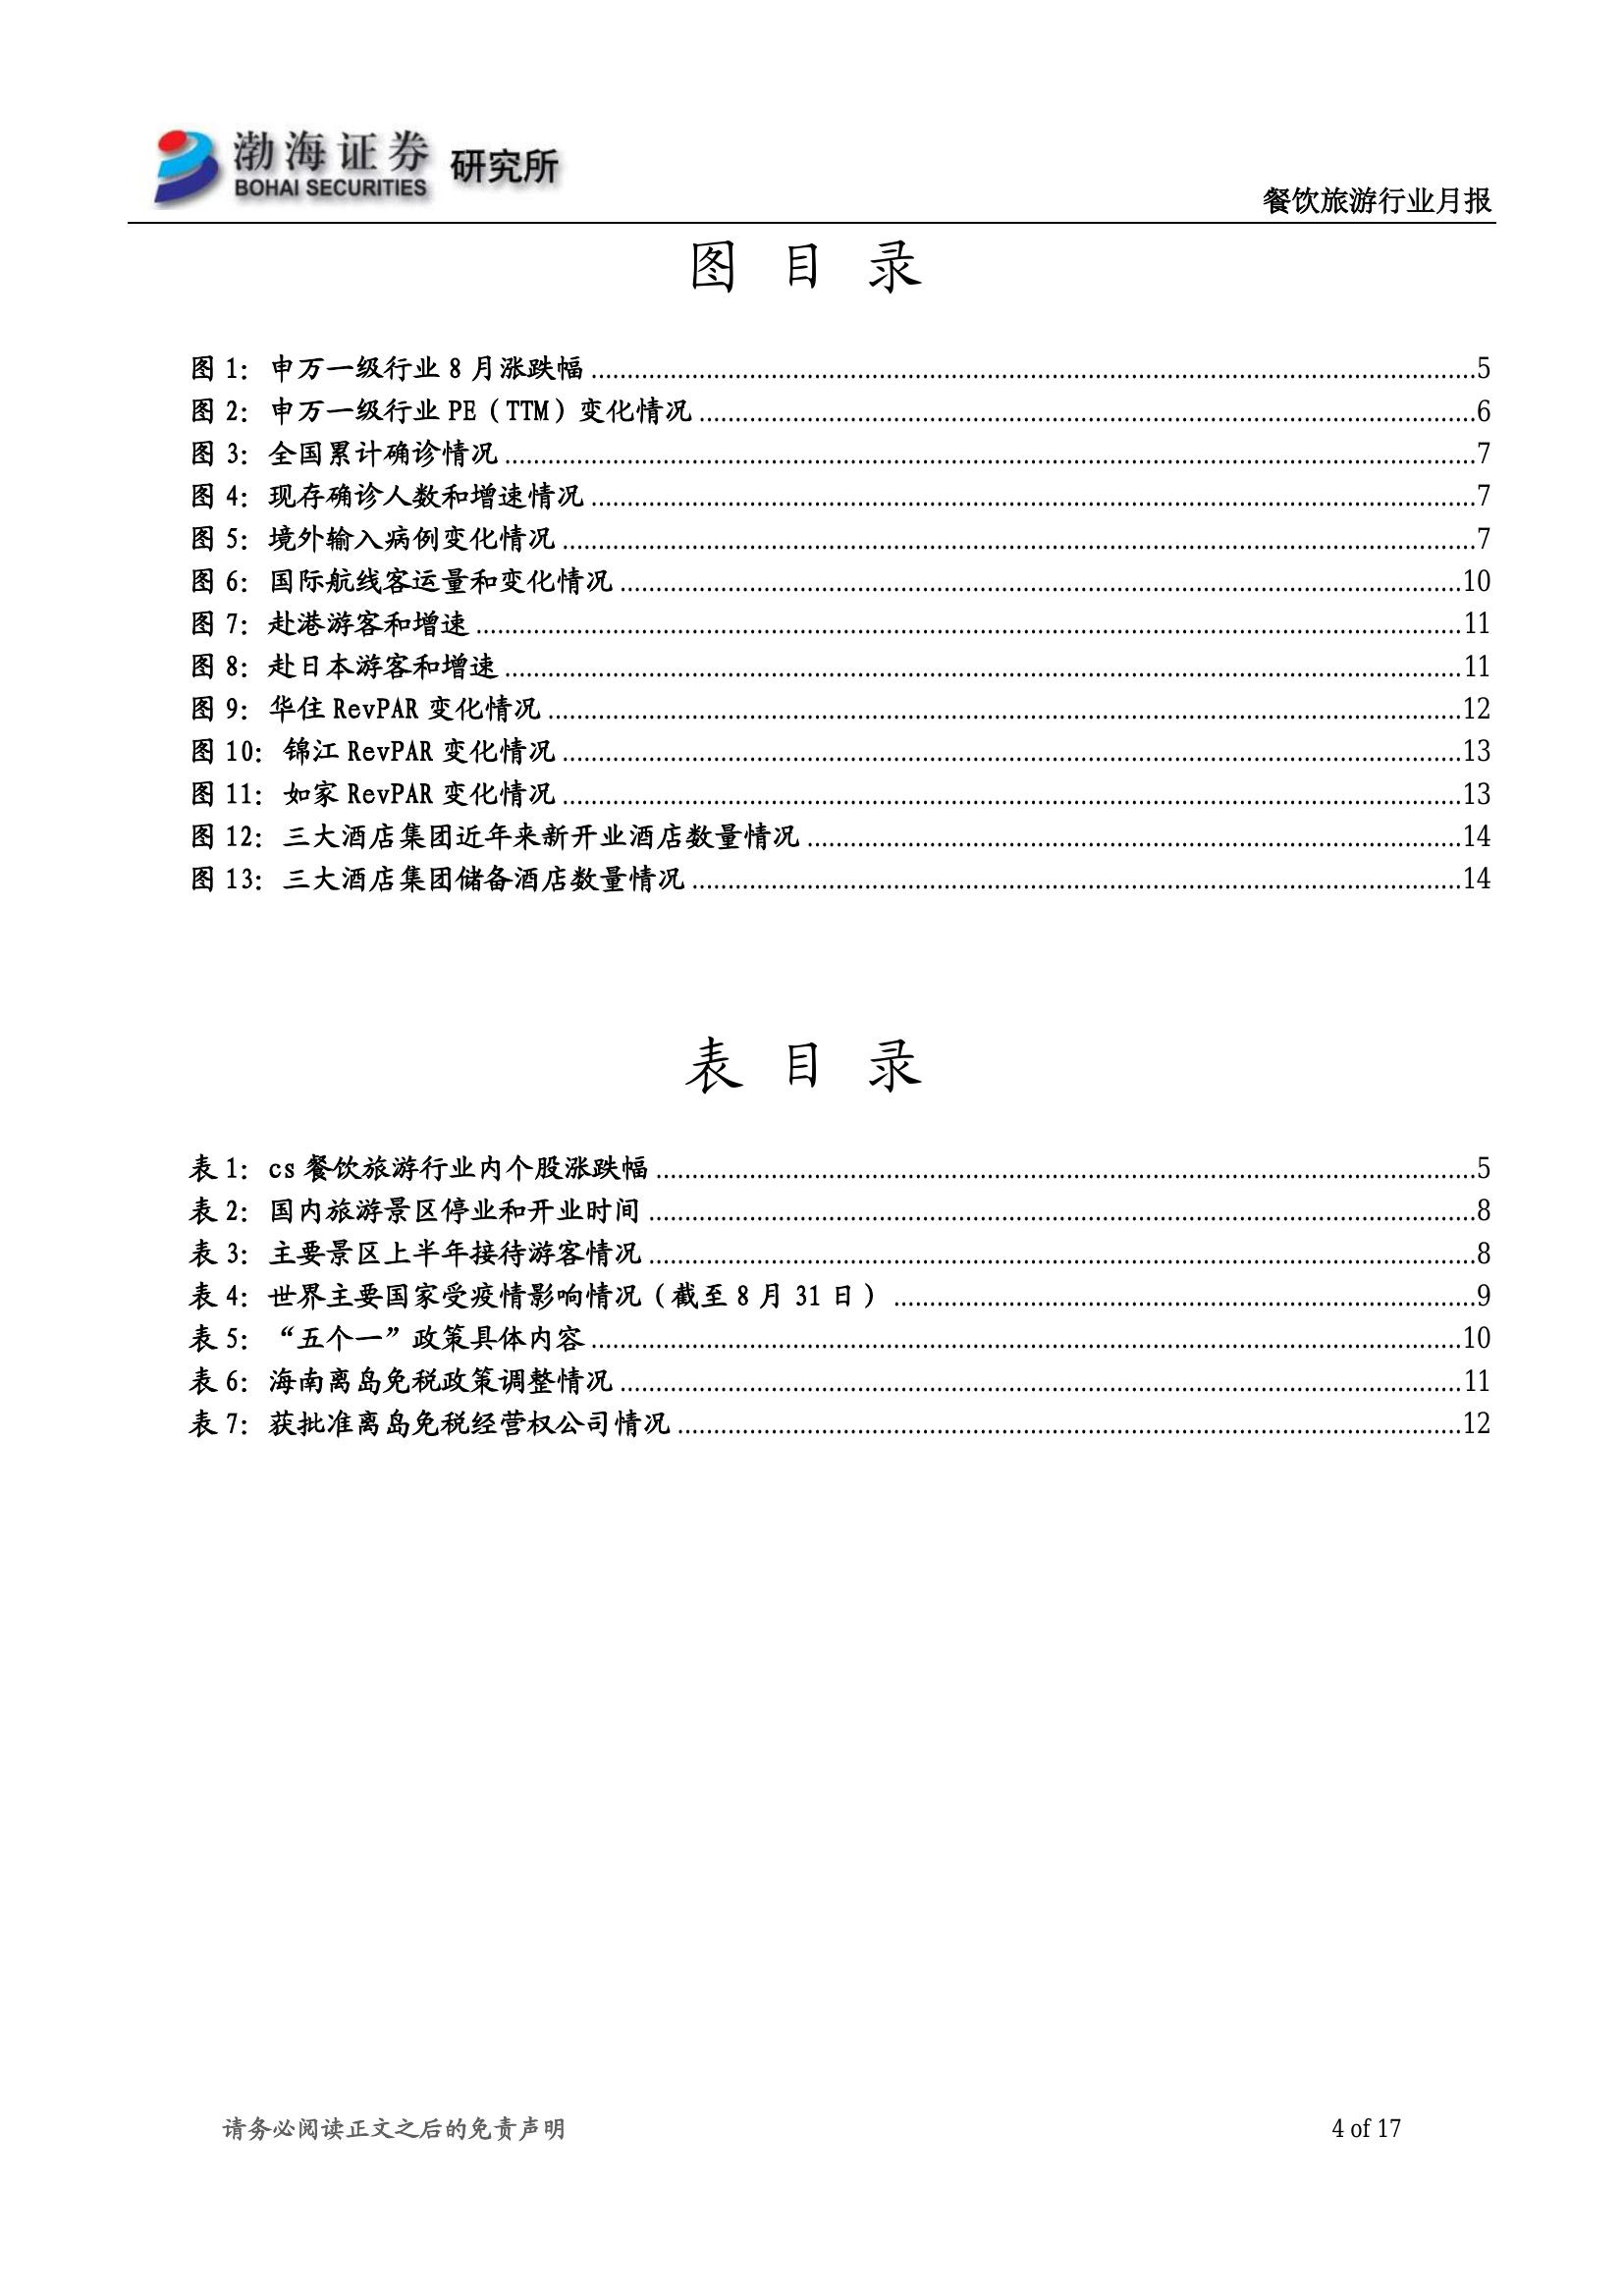 渤海证券 研究所
BOHAI SECURITIES
餐饮旅游行业月报
图 目 录
图 1：申万一级行业 8 月涨跌幅........5
图 2：申万一级行业 PE（TTM）变化情况........6
图 3：全国累计确诊情况........7
图 4：现存确诊人数和增速情况........7
图 5：境外输入病例变化情况........7
图 6：国际航线客运量和变化情况........10
图 7：赴港游客和增速........11
图 8：赴日本游客和增速........11
图 9：华住 RevPAR 变化情况........12
图 10：锦江 RevPAR 变化情况........13
图 11：如家 RevPAR 变化情况........13
图 12：三大酒店集团近年来新开业酒店数量情况........14
图 13：三大酒店集团储备酒店数量情况........14
表 目 录
表 1：cs 餐饮旅游行业内个股涨跌幅........5
表 2：国内旅游景区停业和开业时间........8
表 3：主要景区上半年接待游客情况........8
表 4：世界主要国家受疫情影响情况（截至 8 月 31 日）........9
表 5：“五个一”政策具体内容........10
表 6：海南离岛免税政策调整情况........11
表 7：获批准离岛免税经营权公司情况........12
请务必阅读正文之后的免责声明
4 of 17